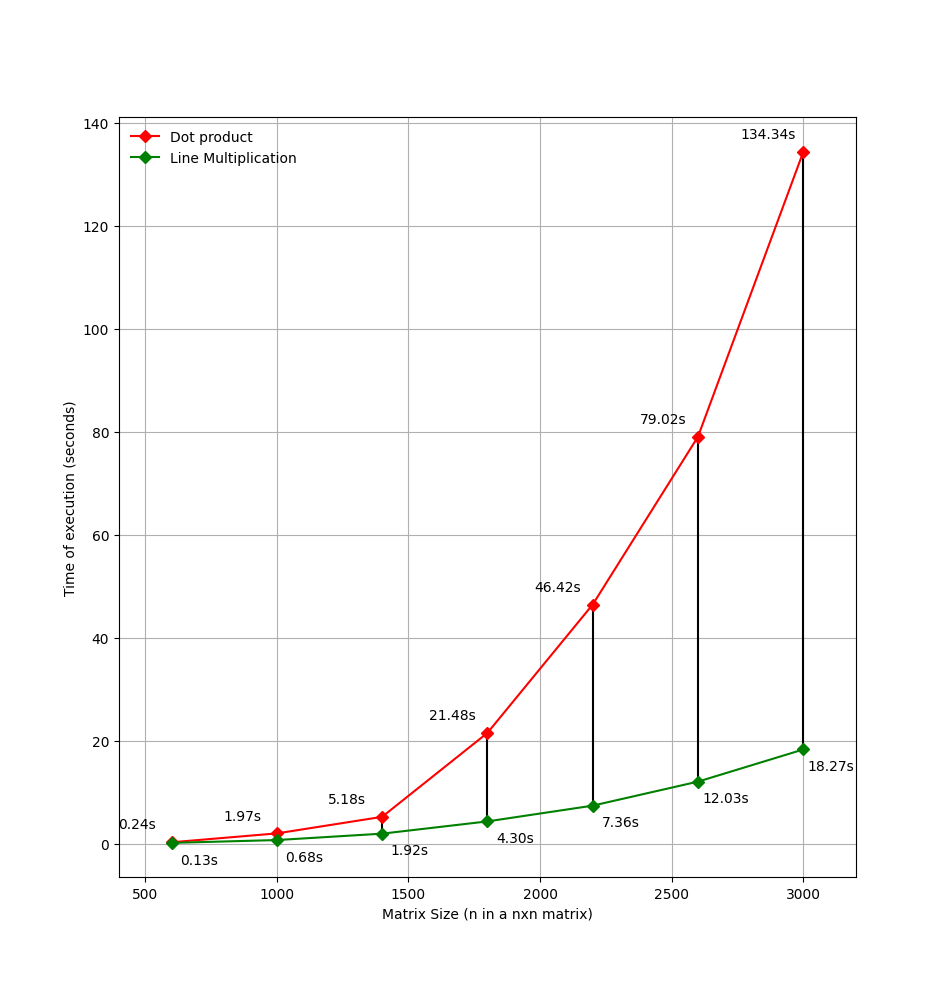 140
120
100
80
60
40
20
0
Time of execution (seconds)
Dot product
Line Multiplication
134.34s
79.02s
46.42s
21.48s
5.18s
1.97s
0.24s
0.13s
0.68s
1.92s
4.30s
7.36s
12.03s
18.27s
500 1000 1500 2000 2500 3000
Matrix Size (n in a nxn matrix)